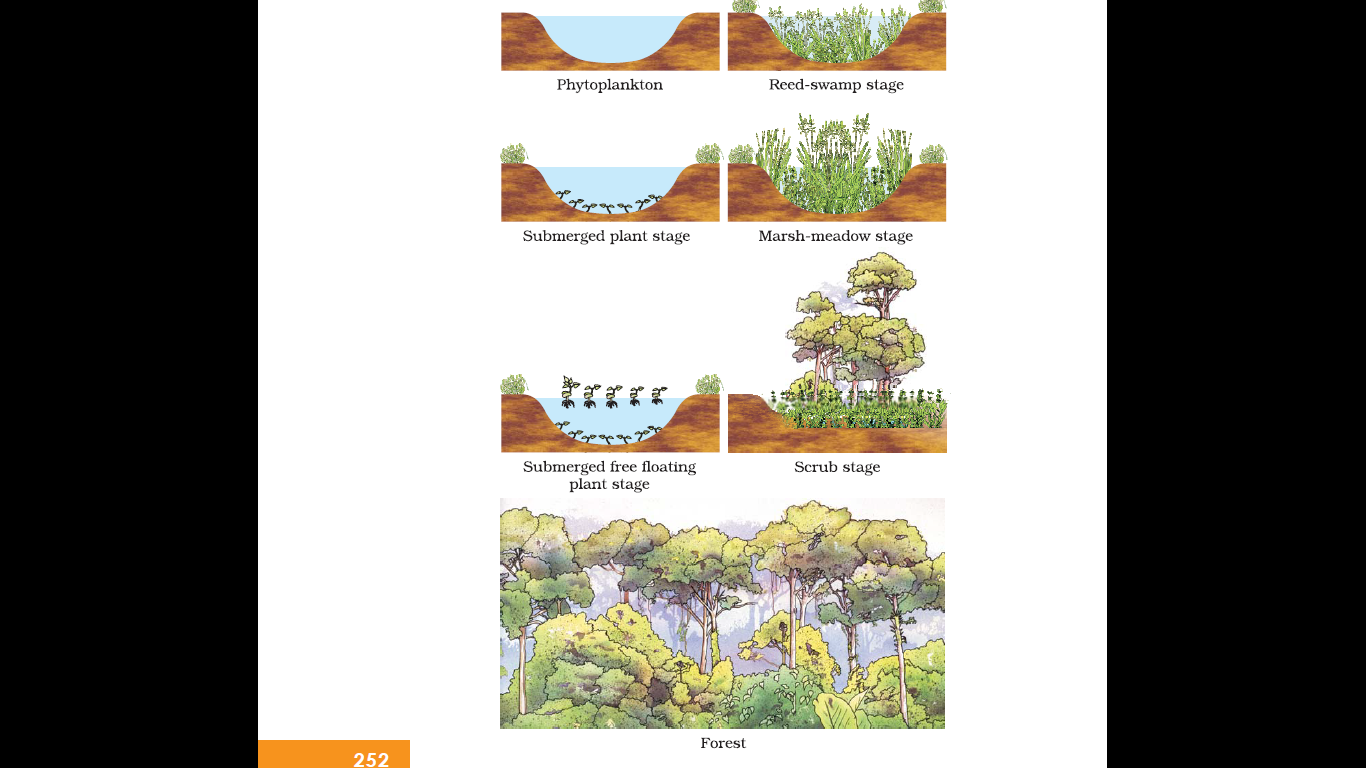 Phytoplankton
Reed-swamp stage
Submerged plant stage
Marsh-meadow stage
Submerged free floating
plant stage
Scrub stage
Forest
252